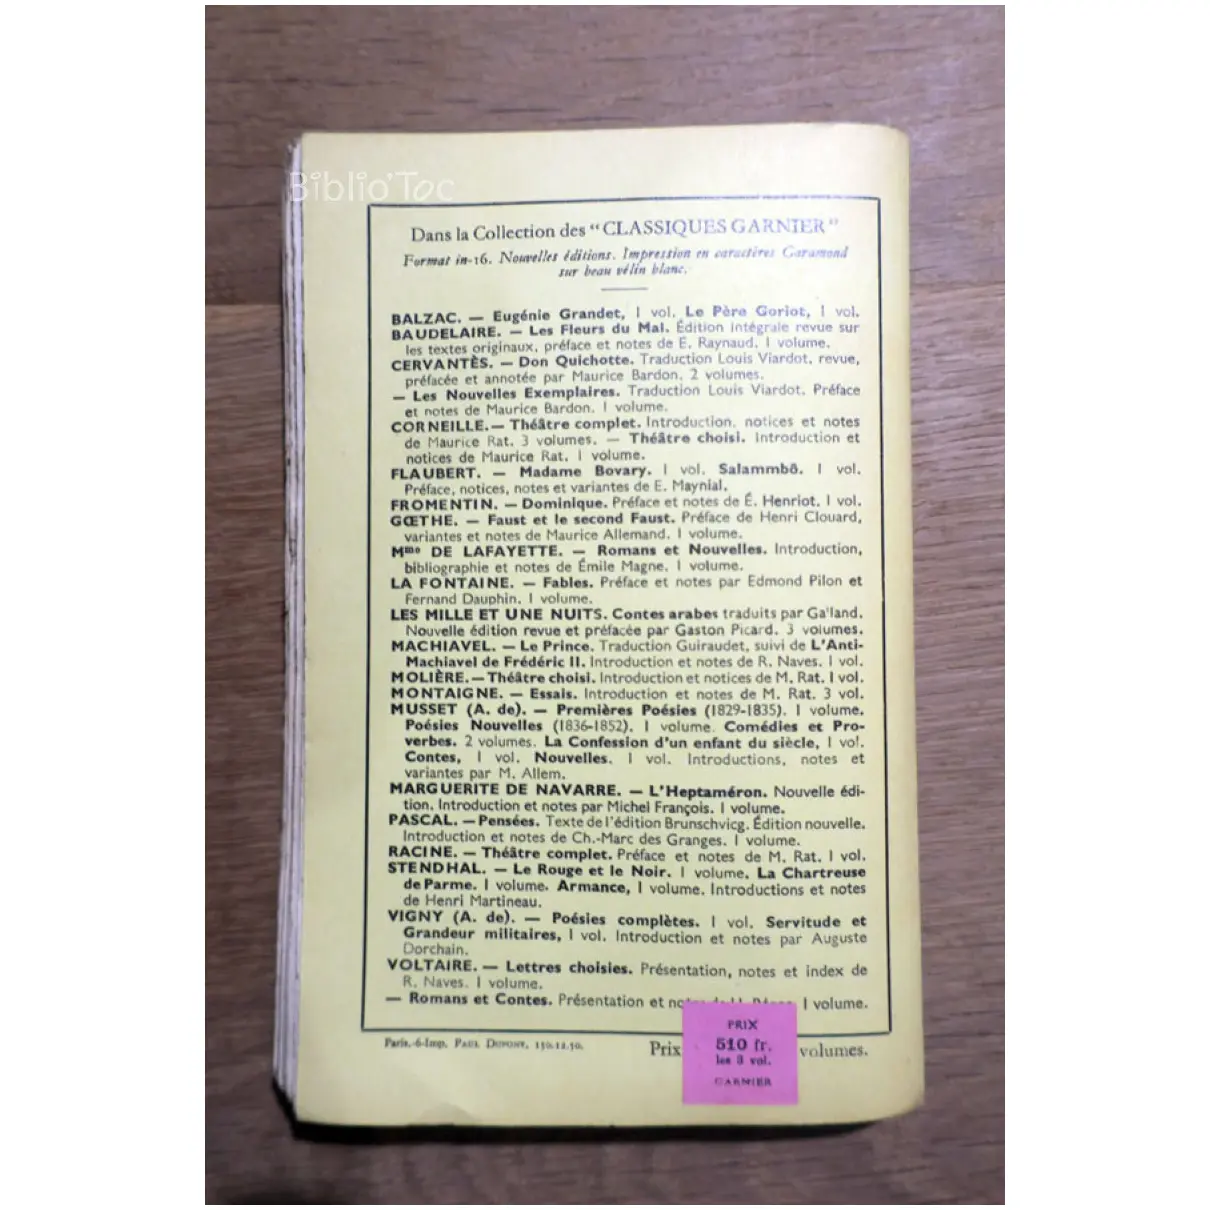 Biblio'Toc
Dans la Collection des "CLASSIQUES GARNIER"
Format in-16. Nouvelles éditions. Impression en caractères Garamond
sur beau vélin blanc.
BALZAC. — Eugénie Grandet, 1 vol. Le Père Goriot, 1 vol.
BAUDELAIRE. — Les Fleurs du Mal. Édition intégrale revue sur
les textes originaux, préface et notes de E. Raynaud. 1 volume.
CERVANTÈS. — Don Quichotte. Traduction Louis Viardot, revue,
préfacée et annotée par Maurice Bardon. 2 volumes.
— Les Nouvelles Exemplaires. Traduction Louis Viardot. Préface
et notes de Maurice Bardon. 1 volume.
CORNEILLE. — Théâtre complet. Introduction, notices et notes
de Maurice Rat. 3 volumes. — Théâtre choisi. Introduction et
notices de Maurice Rat. 1 volume.
FLAUBERT. — Madame Bovary. 1 vol. Salammbô. 1 vol.
Préface, notices, notes et variantes de E. Maynial.
FROMENTIN. — Dominique. Préface et notes de É. Henriot. 1 vol.
GŒTHE. — Faust et le second Faust. Préface de Henri Clouard,
variantes et notes de Maurice Allemand. 1 volume.
Mme DE LAFAYETTE. — Romans et Nouvelles. Introduction,
bibliographie et notes de Émile Magne. 1 volume.
LA FONTAINE. — Fables. Préface et notes par Edmond Pilon et
Fernand Dauphin. 1 volume.
LES MILLE ET UNE NUITS. Contes arabes traduits par Galland.
Nouvelle édition revue et préfacée par Gaston Picard. 3 volumes.
MACHIAVEL. — Le Prince. Traduction Guiraudet, suivi de L'Anti-
Machiavel de Frédéric II. Introduction et notes de R. Naves. 1 vol.
MOLIÈRE. — Théâtre choisi. Introduction et notices de M. Rat. 1 vol.
MONTAIGNE. — Essais. Introduction et notes de M. Rat. 3 vol.
MUSSET (A. de). — Premières Poésies (1829-1835). 1 volume.
Poésies Nouvelles (1836-1852). 1 volume. Comédies et Pro-
verbes. 2 volumes. La Confession d'un enfant du siècle, 1 vol.
Contes, 1 vol. Nouvelles. 1 vol. Introductions, notes et
variantes par M. Allem.
MARGUERITE DE NAVARRE. — L'Heptaméron. Nouvelle édi-
tion. Introduction et notes par Michel François. 1 volume.
PASCAL. — Pensées. Texte de l'édition Brunschvicg. Édition nouvelle.
Introduction et notes de Ch.-Marc des Granges. 1 volume.
RACINE. — Théâtre complet. Préface et notes de M. Rat. 1 vol.
STENDHAL. — Le Rouge et le Noir. 1 volume. La Chartreuse
de Parme. 1 volume. Armance, 1 volume. Introductions et notes
de Henri Martineau.
VIGNY (A. de). — Poésies complètes. 1 vol. Servitude et
Grandeur militaires, 1 vol. Introduction et notes par Auguste
Dorchain.
VOLTAIRE. — Lettres choisies. Présentation, notes et index de
R. Naves. 1 volume.
— Romans et Contes. Présentation et 1 volume.
Paris.-6-Imp. PAUL DUPONT, 150.12.50.
Prix volumes.
PRIX
510 fr.
les 3 vol.
GARNIER